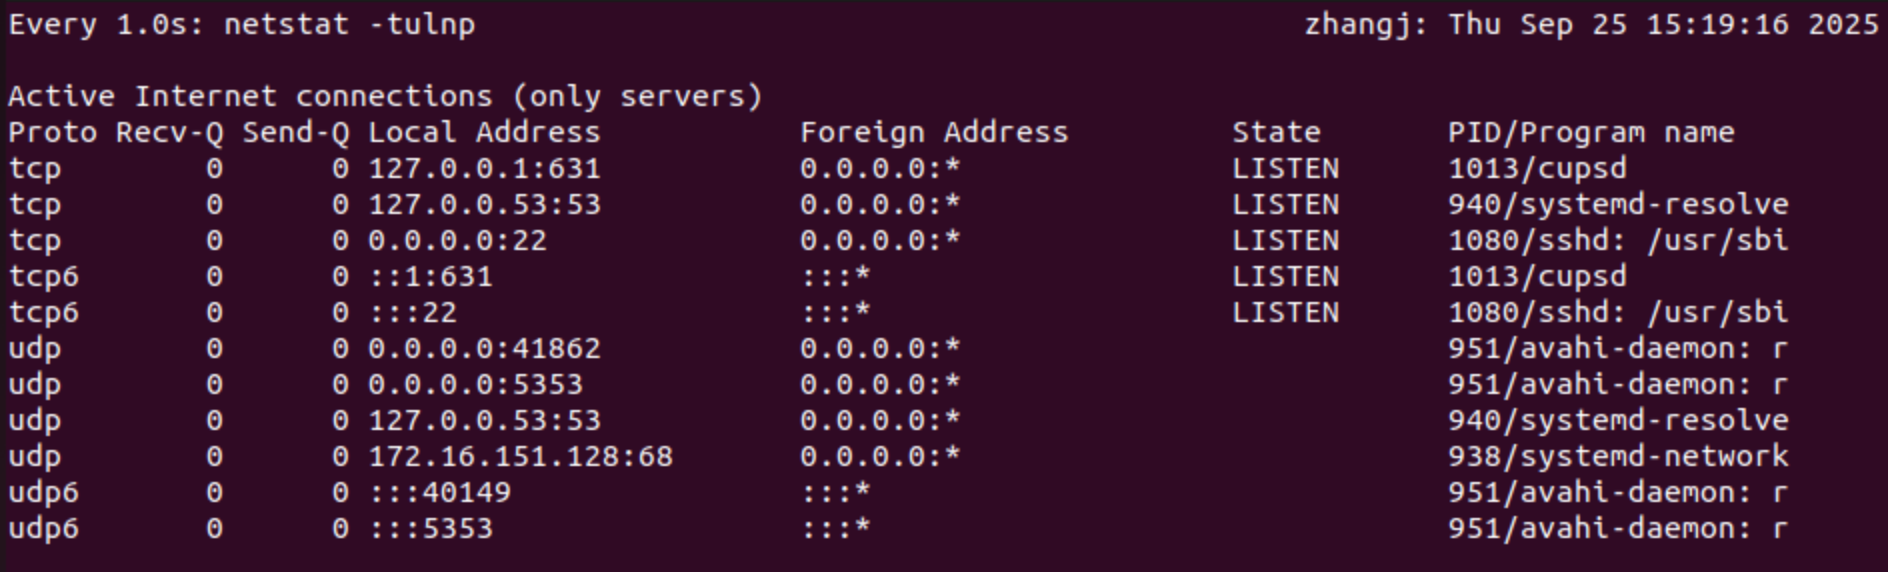 Every 1.0s: netstat -tulnp                                              zhangj: Thu Sep 25 15:19:16 2025

Active Internet connections (only servers)
Proto Recv-Q Send-Q Local Address           Foreign Address         State       PID/Program name
tcp        0      0 127.0.0.1:631           0.0.0.0:*               LISTEN      1013/cupsd
tcp        0      0 127.0.0.53:53           0.0.0.0:*               LISTEN      940/systemd-resolve
tcp        0      0 0.0.0.0:22              0.0.0.0:*               LISTEN      1080/sshd: /usr/sbi
tcp6       0      0 ::1:631                 :::*                    LISTEN      1013/cupsd
tcp6       0      0 :::22                   :::*                    LISTEN      1080/sshd: /usr/sbi
udp        0      0 0.0.0.0:41862           0.0.0.0:*                           951/avahi-daemon: r
udp        0      0 0.0.0.0:5353            0.0.0.0:*                           951/avahi-daemon: r
udp        0      0 127.0.0.53:53           0.0.0.0:*                           940/systemd-resolve
udp        0      0 172.16.151.128:68       0.0.0.0:*                           938/systemd-network
udp6       0      0 :::40149                :::*                                951/avahi-daemon: r
udp6       0      0 :::5353                 :::*                                951/avahi-daemon: r